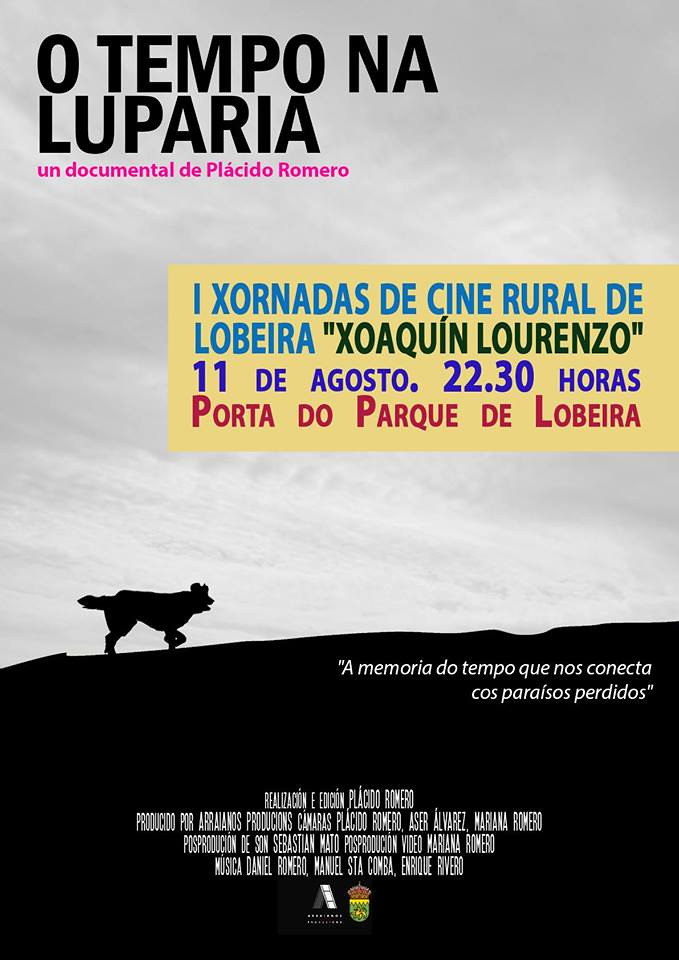 O TEMPO NA
LUPARIA
un documental de Plácido Romero
I XORNADAS DE CINE RURAL DE
LOBEIRA "XOAQUÍN LOURENZO"
11 DE AGOSTO. 22.30 HORAS
PORTA DO PARQUE DE LOBEIRA
"A memoria do tempo que nos conecta
cos paraísos perdidos"
REALIZACIÓN E EDICIÓN PLÁCIDO ROMERO
PRODUCIDO POR ARRAIANOS PRODUCIONS CÁMARAS PLÁCIDO ROMERO, ASER ÁLVAREZ, MARIANA ROMERO
POSPRODUCIÓN DE SON SEBASTIAN MATO POSPRODUCIÓN VIDEO MARIANA ROMERO
MÚSICA DANIEL ROMERO, MANUEL STA COMBA, ENRIQUE RIVERO
ARRAIANOS